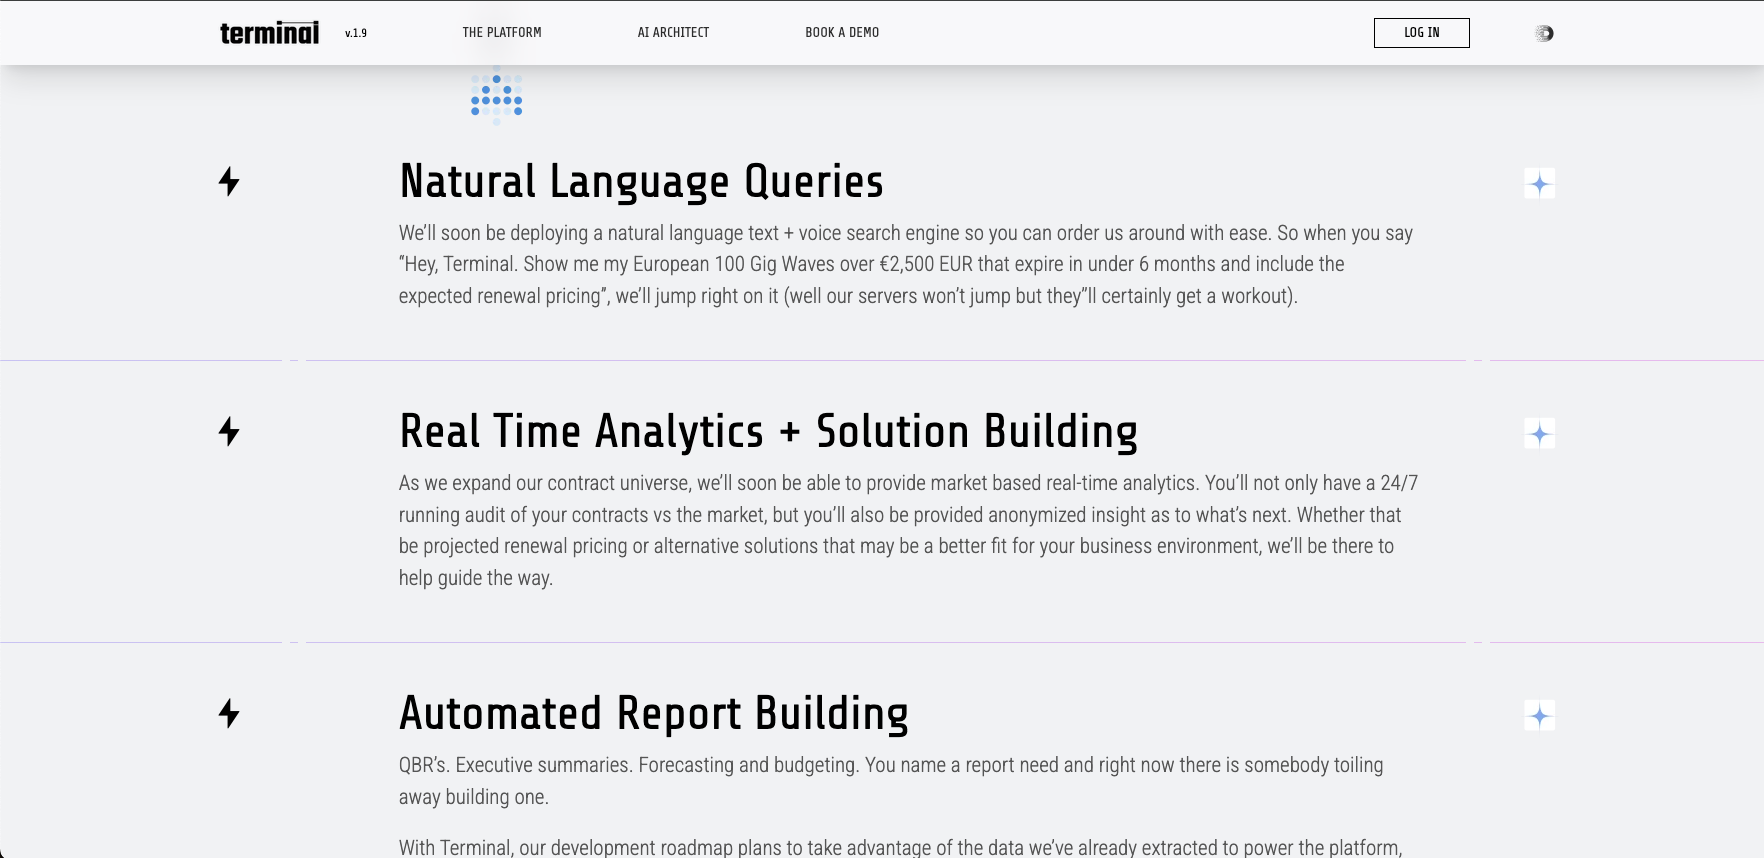 terminal v.1.9 THE PLATFORM AI ARCHITECT BOOK A DEMO LOG IN
Natural Language Queries
We’ll soon be deploying a natural language text + voice search engine so you can order us around with ease. So when you say
“Hey, Terminal. Show me my European 100 Gig Waves over €2,500 EUR that expire in under 6 months and include the
expected renewal pricing”, we’ll jump right on it (well our servers won’t jump but they”ll certainly get a workout).
Real Time Analytics + Solution Building
As we expand our contract universe, we’ll soon be able to provide market based real-time analytics. You’ll not only have a 24/7
running audit of your contracts vs the market, but you’ll also be provided anonymized insight as to what’s next. Whether that
be projected renewal pricing or alternative solutions that may be a better fit for your business environment, we’ll be there to
help guide the way.
Automated Report Building
QBR’s. Executive summaries. Forecasting and budgeting. You name a report need and right now there is somebody toiling
away building one.
With Terminal, our development roadmap plans to take advantage of the data we’ve already extracted to power the platform,